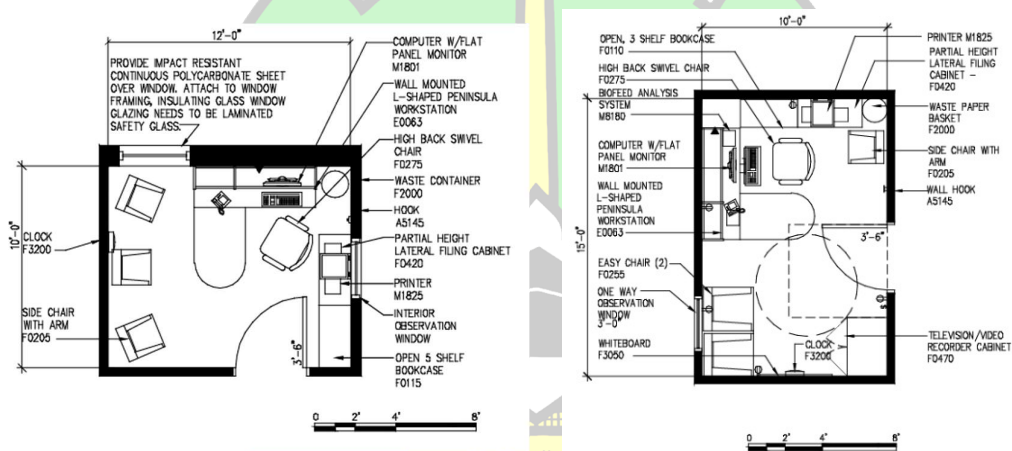 12'-0"
PROVIDE IMPACT RESISTANT
CONTINUOUS POLYCARBONATE SHEET
OVER WINDOW. ATTACH TO WINDOW
FRAMING, INSULATING GLASS WINDOW
GLAZING NEEDS TO BE LAMINATED
SAFETY GLASS.
10'-0"
CLOCK
F3200
SIDE CHAIR
WITH ARM
F0205
3'-6"
COMPUTER W/FLAT
PANEL MONITOR
M1801
WALL MOUNTED
L-SHAPED PENINSULA
WORKSTATION
E0063
HIGH BACK SWIVEL
CHAIR
F0275
WASTE CONTAINER
F2000
HOOK
A5145
PARTIAL HEIGHT
LATERAL FILING CABINET
F0420
PRINTER
M1825
INTERIOR
OBSERVATION
WINDOW
OPEN 5 SHELF
BOOKCASE
F0115
0 2' 4' 8'
10'-0"
OPEN, 3 SHELF BOOKCASE
F0110
HIGH BACK SWIVEL CHAIR
F0275
BIOFEED ANALYSIS
SYSTEM
M8180
COMPUTER W/FLAT
PANEL MONITOR
M1801
WALL MOUNTED
L-SHAPED
PENINSULA
WORKSTATION
E0063
15'-0"
EASY CHAIR (2)
F0255
ONE WAY
OBSERVATION
WINDOW
3'-0"
WHITEBOARD
F3050
CLOCK
F3200
3'-6"
PRINTER M1825
PARTIAL HEIGHT
LATERAL FILING
CABINET -
F0420
WASTE PAPER
BASKET
F2000
SIDE CHAIR WITH
ARM
F0205
WALL HOOK
A5145
TELEVISION/VIDEO
RECORDER CABINET
F0470
0 2' 4' 8'